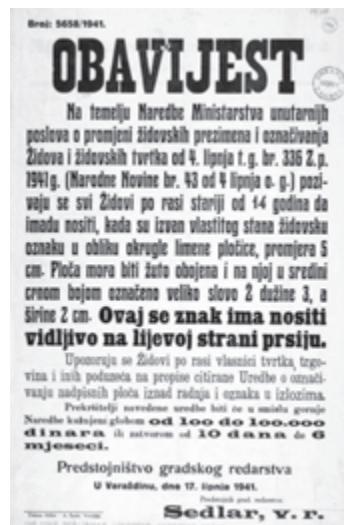 Broj: 5658/1941.
OBAVIJEST
Na temelju Naredbe Ministarstva unutarnjih
poslova o promjeni židovskih prezimena i označivanja
Židova i židovskih tvrtka od 4. lipnja t. g. br. 336 Z. p.
1941 g. (Narodne Novine br. 43 od 4 lipnja o. g.) pozi-
vaju se svi Židovi po rasi stariji od 14 godina da
imadu nositi, kada su izvan vlastitog stana židovsku
oznaku u obliku okrugle limene pločice, promjera 5
cm. Ploča mora biti žuto obojena i na njoj u sredini
crnom bojom označeno veliko slovo Ž dužine 3, a
širine 2 cm. Ovaj se znak ima nositi
vidljivo na lijevoj strani prsiju.
Upozoruju se Židovi po rasi vlasnici tvrtka, trgo-
vina i inih poduzeća na propise citirane Uredbe o označi-
vanju nadpisnih ploča iznad radnja i oznaka u izlozima.
Prekršitelji navedene uredbe biti će u smislu gornje
Naredbe kažnjeni globom od 100 do 100.000
dinara ili zatvorom od 10 dana do 6
mjeseci.
Predstojništvo gradskog redarstva
U Varaždinu, dne 17. lipnja 1941.
Predstojnik grad. redarstva:
Sedlar, v. r.